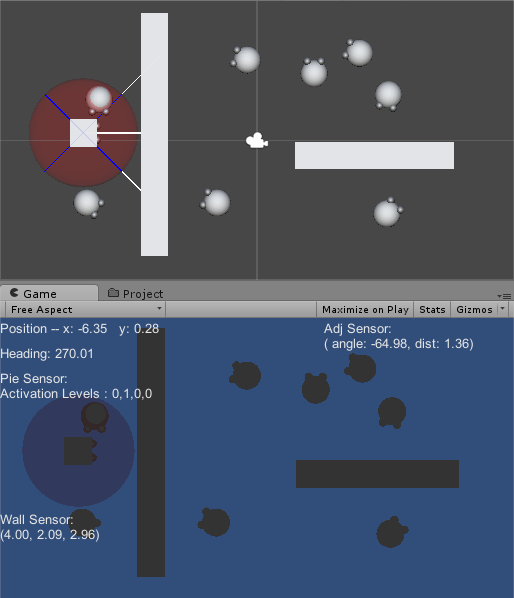 Game
Project
Free Aspect
Maximize on Play
Stats
Gizmos
Position -- x: -6.35 y: 0.28
Adj Sensor:
( angle: -64.98, dist: 1.36)
Heading: 270.01
Pie Sensor:
Activation Levels : 0,1,0,0
Wall Sensor:
(4.00, 2.09, 2.96)